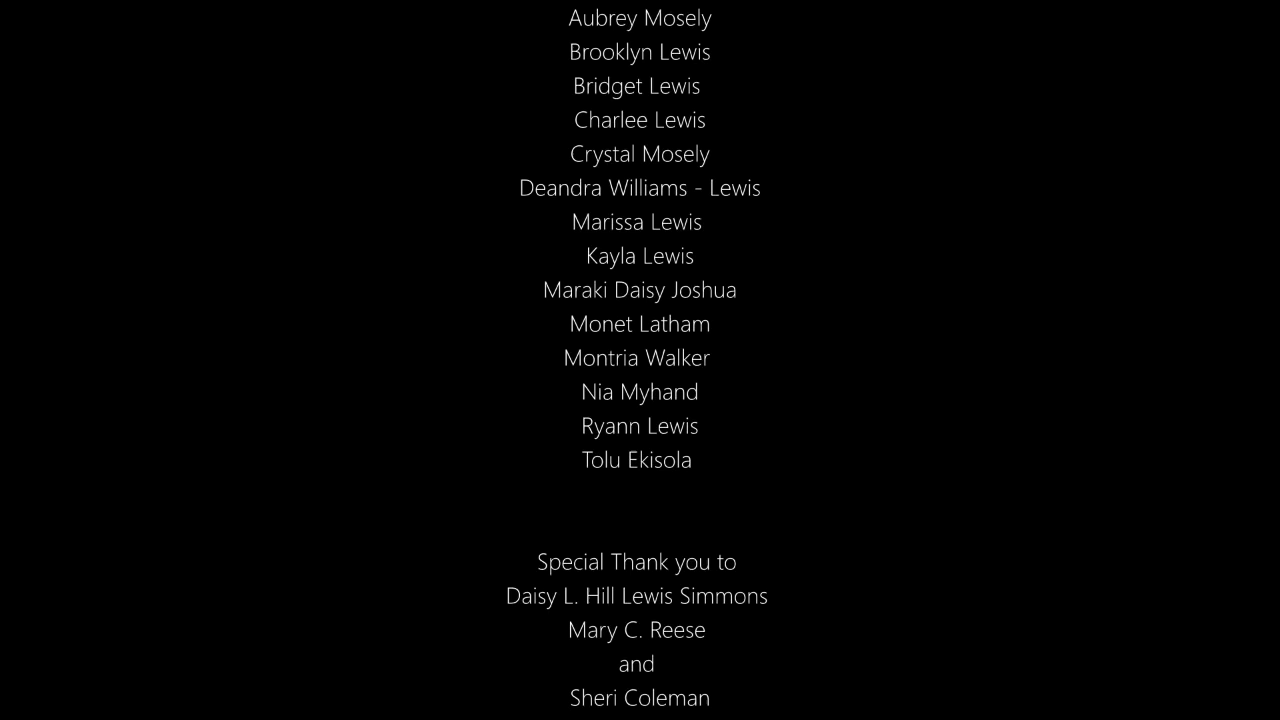 Aubrey Mosely
Brooklyn Lewis
Bridget Lewis
Charlee Lewis
Crystal Mosely
Deandra Williams - Lewis
Marissa Lewis
Kayla Lewis
Maraki Daisy Joshua
Monet Latham
Montria Walker
Nia Myhand
Ryann Lewis
Tolu Ekisola
Special Thank you to
Daisy L. Hill Lewis Simmons
Mary C. Reese
and
Sheri Coleman